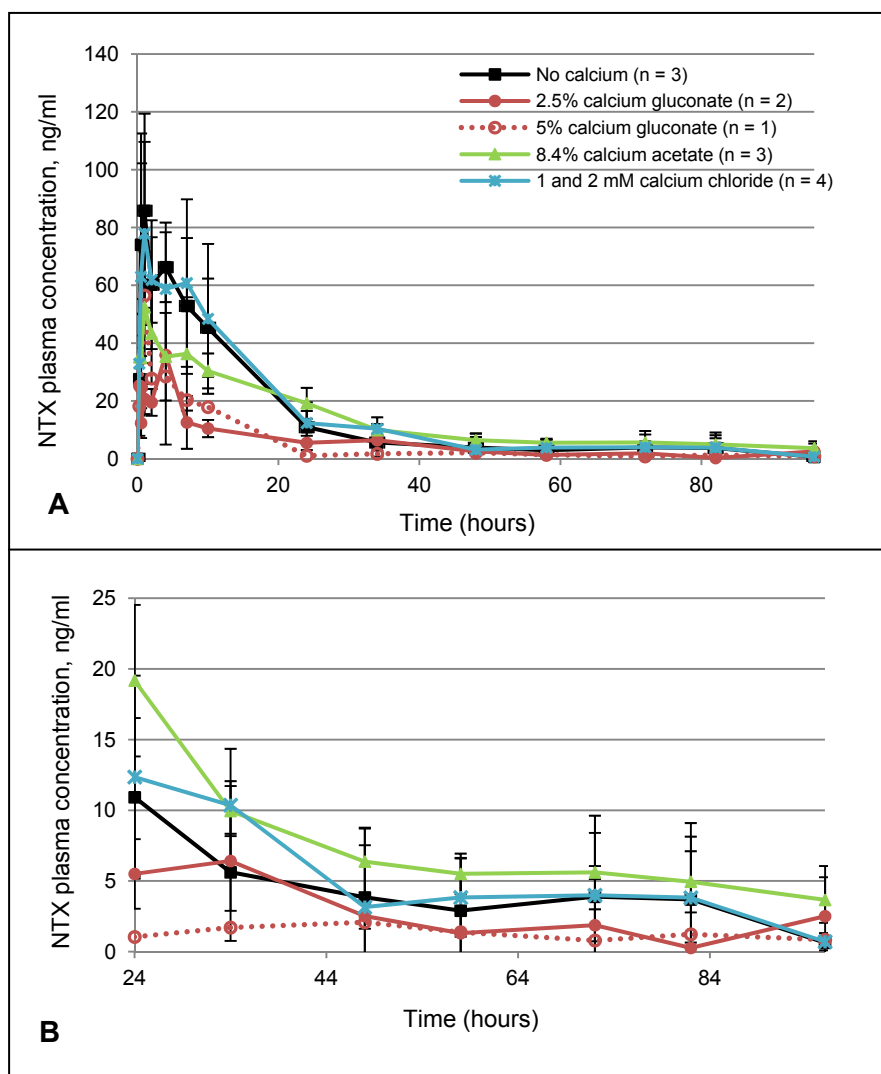 140
120
100
80
60
40
20
0
NTX plasma concentration, ng/ml
No calcium (n = 3)
2.5% calcium gluconate (n = 2)
5% calcium gluconate (n = 1)
8.4% calcium acetate (n = 3)
1 and 2 mM calcium chloride (n = 4)
0 20 40 60 80
Time (hours)
A
25
20
15
10
5
0
NTX plasma concentration, ng/ml
24 44 64 84
Time (hours)
B